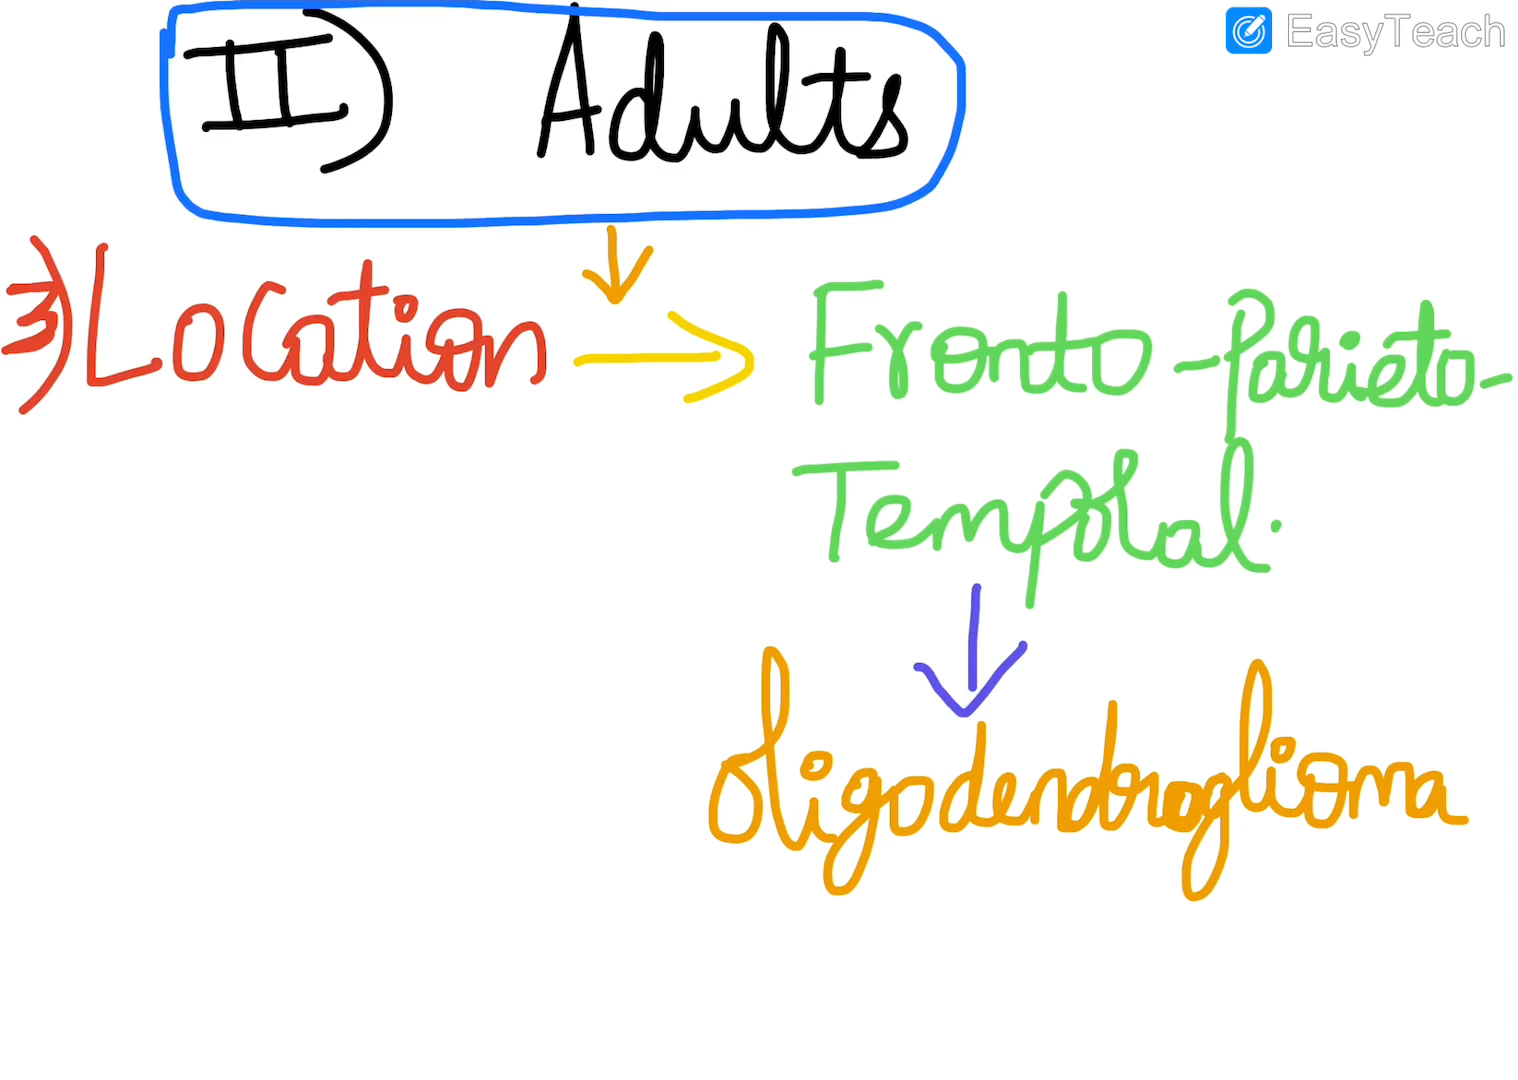 EasyTeach
II) Adults
3) Location → Fronto-Parieto-
Temporal.
Oligodendroglioma